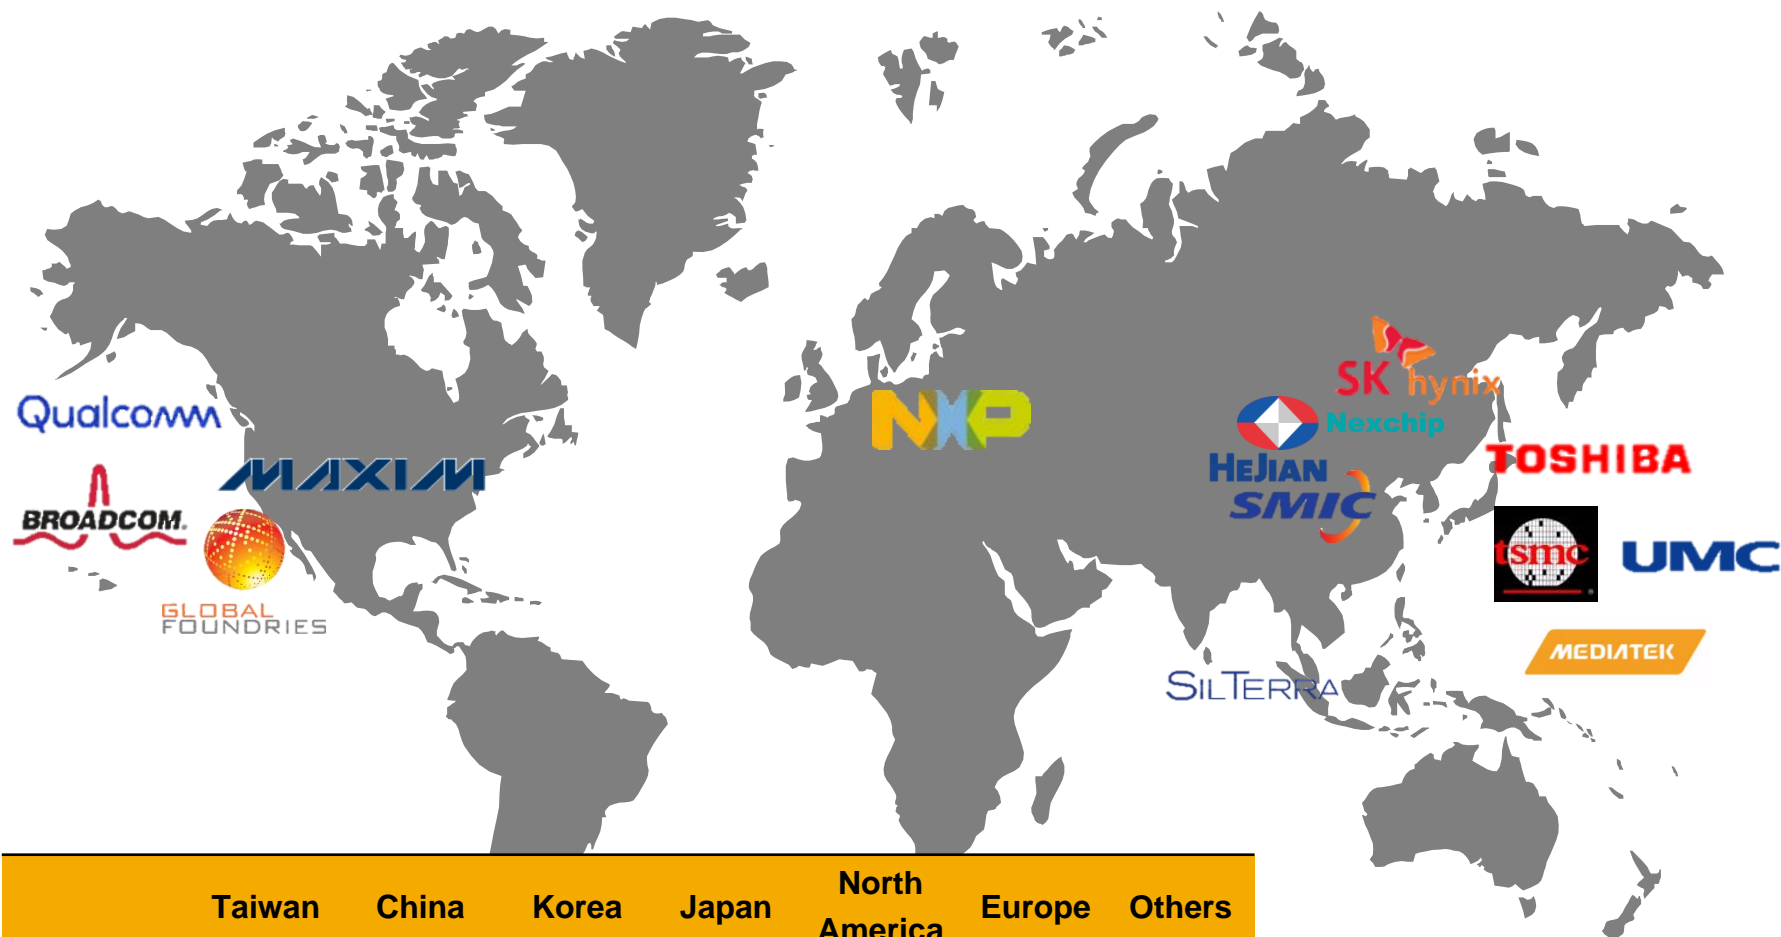 SK hynix
Qualcomm
Nexchip
MAXIM
NXP
HEJIAN
TOSHIBA
BROADCOM.
SMIC
tsmc
UMC
GLOBAL
FOUNDRIES
MEDIATEK
SILTERRA
Taiwan China Korea Japan North America Europe Others